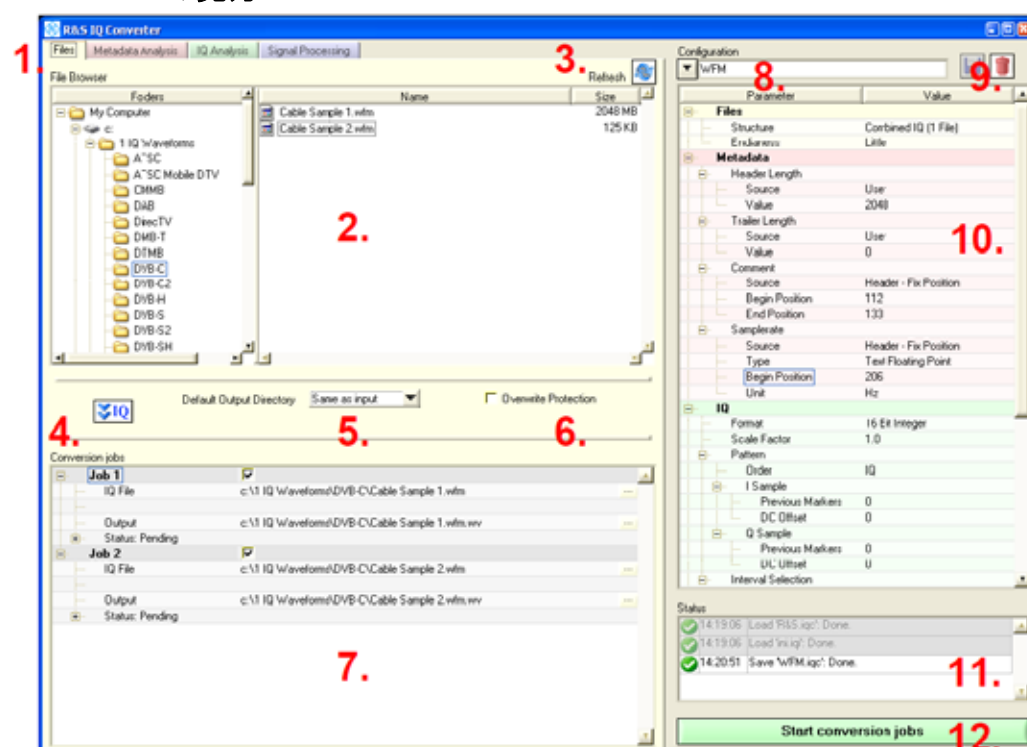 R&S IQ Converter
1.
Files Metadata Analysis IQ Analysis Signal Processing
3.
File Browser
Refresh
Foders
Name
Size
My Computer
c:
1 IQ Waveforms
A~SC
A~SC Mobile DTV
CMMB
DAB
DirecTV
DMB-T
DTMB
DVB-C
DVB-C2
DVB-H
DVB-S
DVB-S2
DVB-SH
Cable Sample 1.wfm 2048 MB
Cable Sample 2.wfm 125 KB
2.
IQ
Default Output Directory Same as input
Overwrite Protection
4.
5.
6.
Conversion jobs
Job 1
IQ File c:\1 IQ Waveforms\DVB-C\Cable Sample 1.wfm ...
Output c:\1 IQ Waveforms\DVB-C\Cable Sample 1.wfm.wv ...
Status: Pending
Job 2
IQ File c:\1 IQ Waveforms\DVB-C\Cable Sample 2.wfm ...
Output c:\1 IQ Waveforms\DVB-C\Cable Sample 2.wfm.wv ...
Status: Pending
7.
Configuration
WFM
8.
9.
Parameter Value
Files
Structure Combined IQ (1 File)
Endianess Little
Metadata
Header Length
Source User
Value 2048
Trailer Length
Source User
Value 0
10.
Comment
Source Header - Fix Position
Begin Position 112
End Position 133
Samplerate
Source Header - Fix Position
Type Text Floating Point
Begin Position 206
Unit Hz
IQ
Format 16 Bit Integer
Scale Factor 1.0
Pattern
Order IQ
I Sample
Previous Markers 0
DC Offset 0
Q Sample
Previous Markers 0
DC Offset 0
Interval Selection
Status
14:19:06 Load 'R&S.iqc': Done.
14:19:06 Load 'ini.iq': Done.
14:20:51 Save 'WFM.iqc': Done.
11.
Start conversion jobs
12.